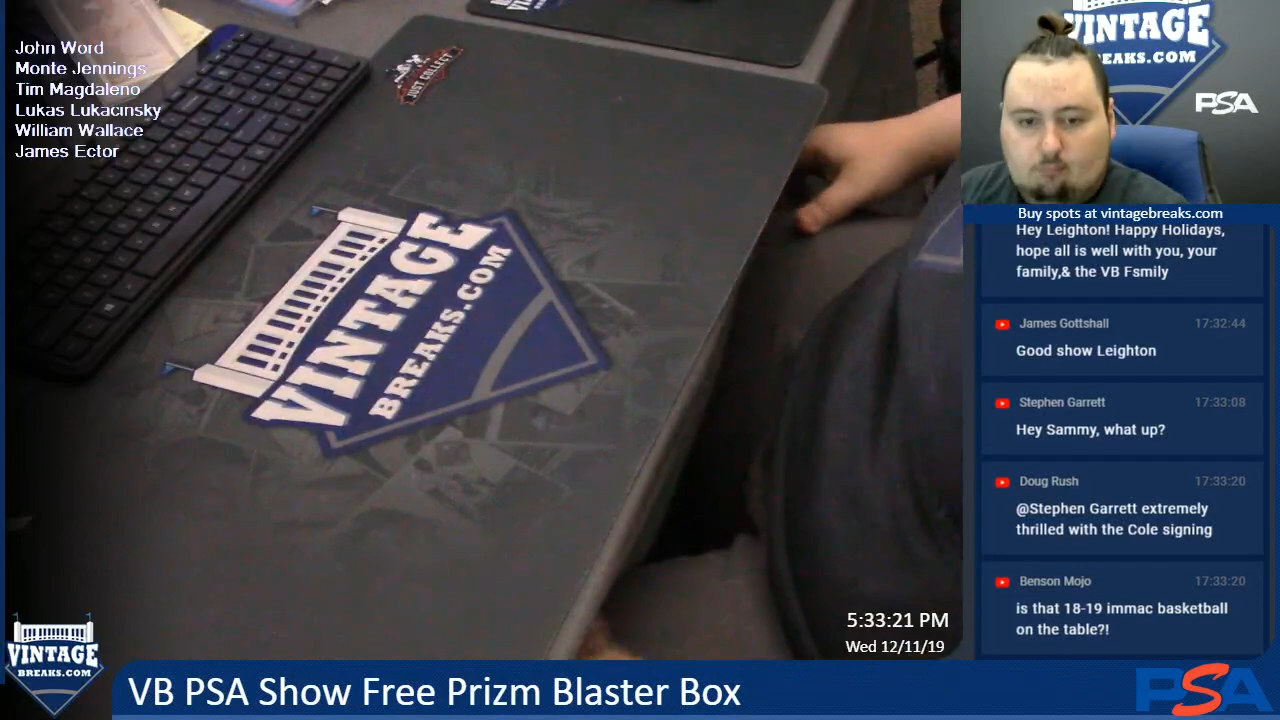 John Word
Monte Jennings
Tim Magdaleno
Lukas Lukacinsky
William Wallace
James Ector
JUST COLLECT
VINTAGE
BREAKS.COM
VINTAGE
BREAKS.COM
PSA
Buy spots at vintagebreaks.com
Hey Leighton! Happy Holidays,
hope all is well with you, your
family,& the VB Fsmily
James Gottshall 17:32:44
Good show Leighton
Stephen Garrett 17:33:08
Hey Sammy, what up?
Doug Rush 17:33:20
@Stephen Garrett extremely
thrilled with the Cole signing
Benson Mojo 17:33:20
is that 18-19 immac basketball
on the table?!
5:33:21 PM
Wed 12/11/19
VINTAGE
BREAKS.COM
VB PSA Show Free Prizm Blaster Box
PSA